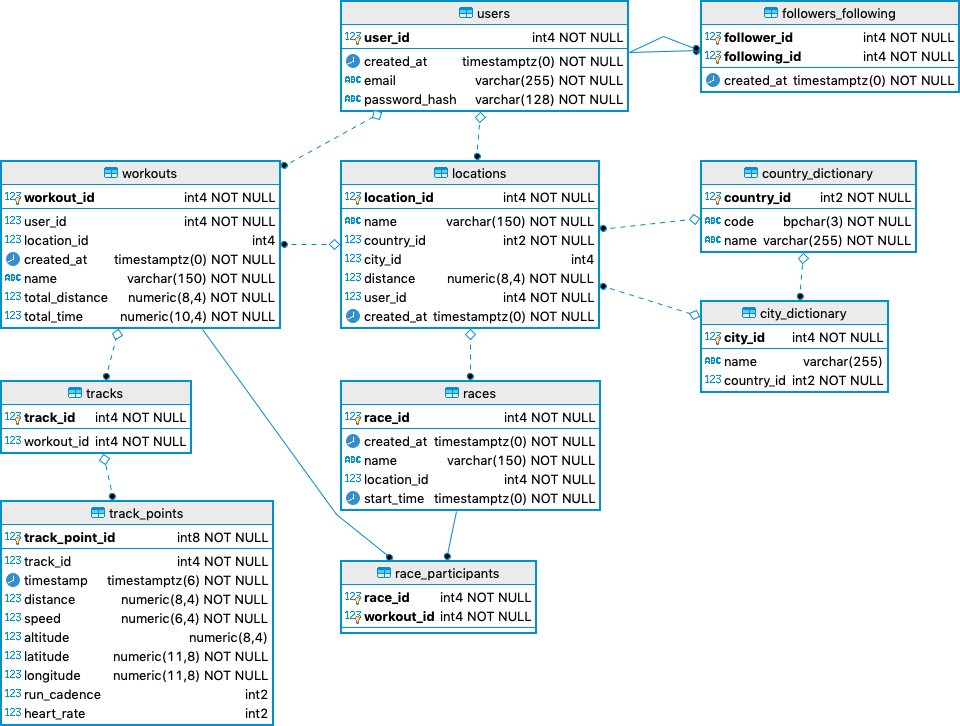 users
123 user_id int4 NOT NULL
created_at timestamptz(0) NOT NULL
ABC email varchar(255) NOT NULL
ABC password_hash varchar(128) NOT NULL
followers_following
123 follower_id int4 NOT NULL
123 following_id int4 NOT NULL
created_at timestamptz(0) NOT NULL
workouts
123 workout_id int4 NOT NULL
123 user_id int4 NOT NULL
123 location_id int4
created_at timestamptz(0) NOT NULL
ABC name varchar(150) NOT NULL
123 total_distance numeric(8,4) NOT NULL
123 total_time numeric(10,4) NOT NULL
locations
123 location_id int4 NOT NULL
ABC name varchar(150) NOT NULL
123 country_id int2 NOT NULL
123 city_id int4
123 distance numeric(8,4) NOT NULL
123 user_id int4 NOT NULL
created_at timestamptz(0) NOT NULL
country_dictionary
123 country_id int2 NOT NULL
ABC code bpchar(3) NOT NULL
ABC name varchar(255) NOT NULL
city_dictionary
123 city_id int4 NOT NULL
ABC name varchar(255)
123 country_id int2 NOT NULL
tracks
123 track_id int4 NOT NULL
123 workout_id int4 NOT NULL
races
123 race_id int4 NOT NULL
created_at timestamptz(0) NOT NULL
ABC name varchar(150) NOT NULL
123 location_id int4 NOT NULL
start_time timestamptz(0) NOT NULL
track_points
123 track_point_id int8 NOT NULL
123 track_id int4 NOT NULL
timestamp timestamptz(6) NOT NULL
123 distance numeric(8,4) NOT NULL
123 speed numeric(6,4) NOT NULL
123 altitude numeric(8,4)
123 latitude numeric(11,8) NOT NULL
123 longitude numeric(11,8) NOT NULL
123 run_cadence int2
123 heart_rate int2
race_participants
123 race_id int4 NOT NULL
123 workout_id int4 NOT NULL